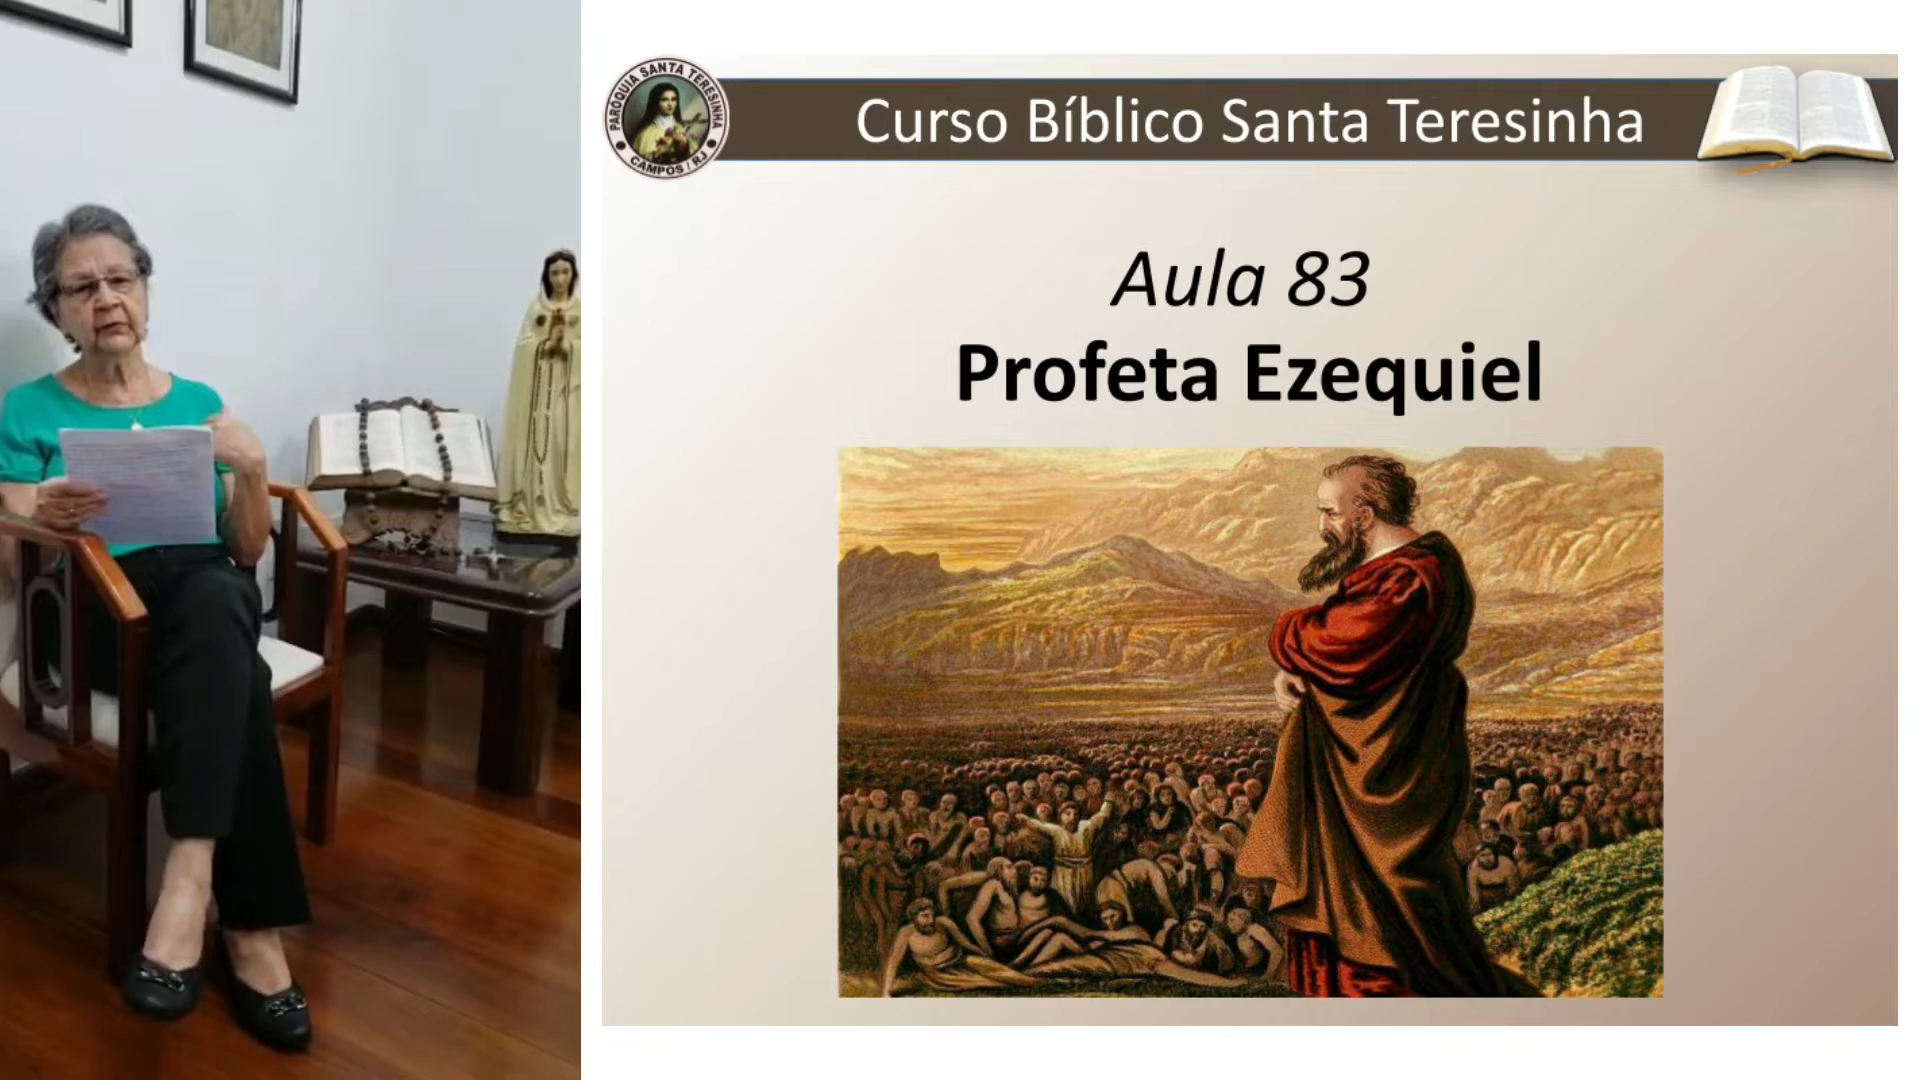 PARÓQUIA SANTA TERESINHA
CAMPOS / RJ
Curso Bíblico Santa Teresinha
Aula 83
Profeta Ezequiel